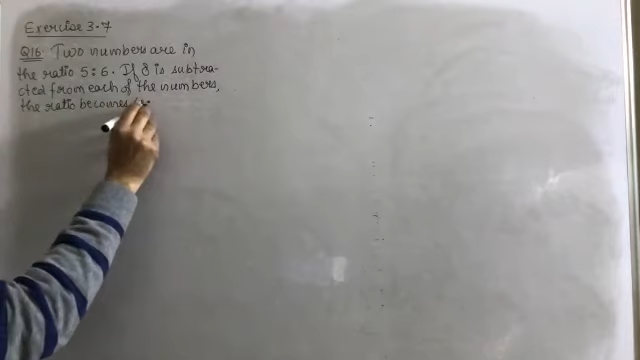 Exercise 3.7
Q16. Two numbers are in
the ratio 5:6. If 8 is subtra-
cted from each of the numbers,
the ratio becomes